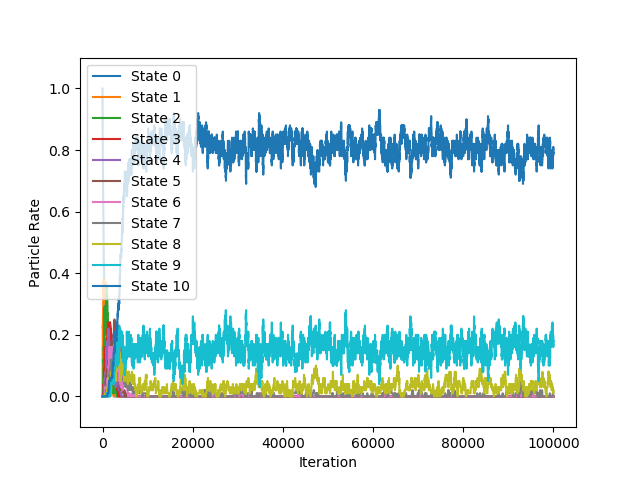 1.0
0.8
0.6
0.4
0.2
0.0
Particle Rate
State 0
State 1
State 2
State 3
State 4
State 5
State 6
State 7
State 8
State 9
State 10
0
20000
40000
60000
80000
100000
Iteration